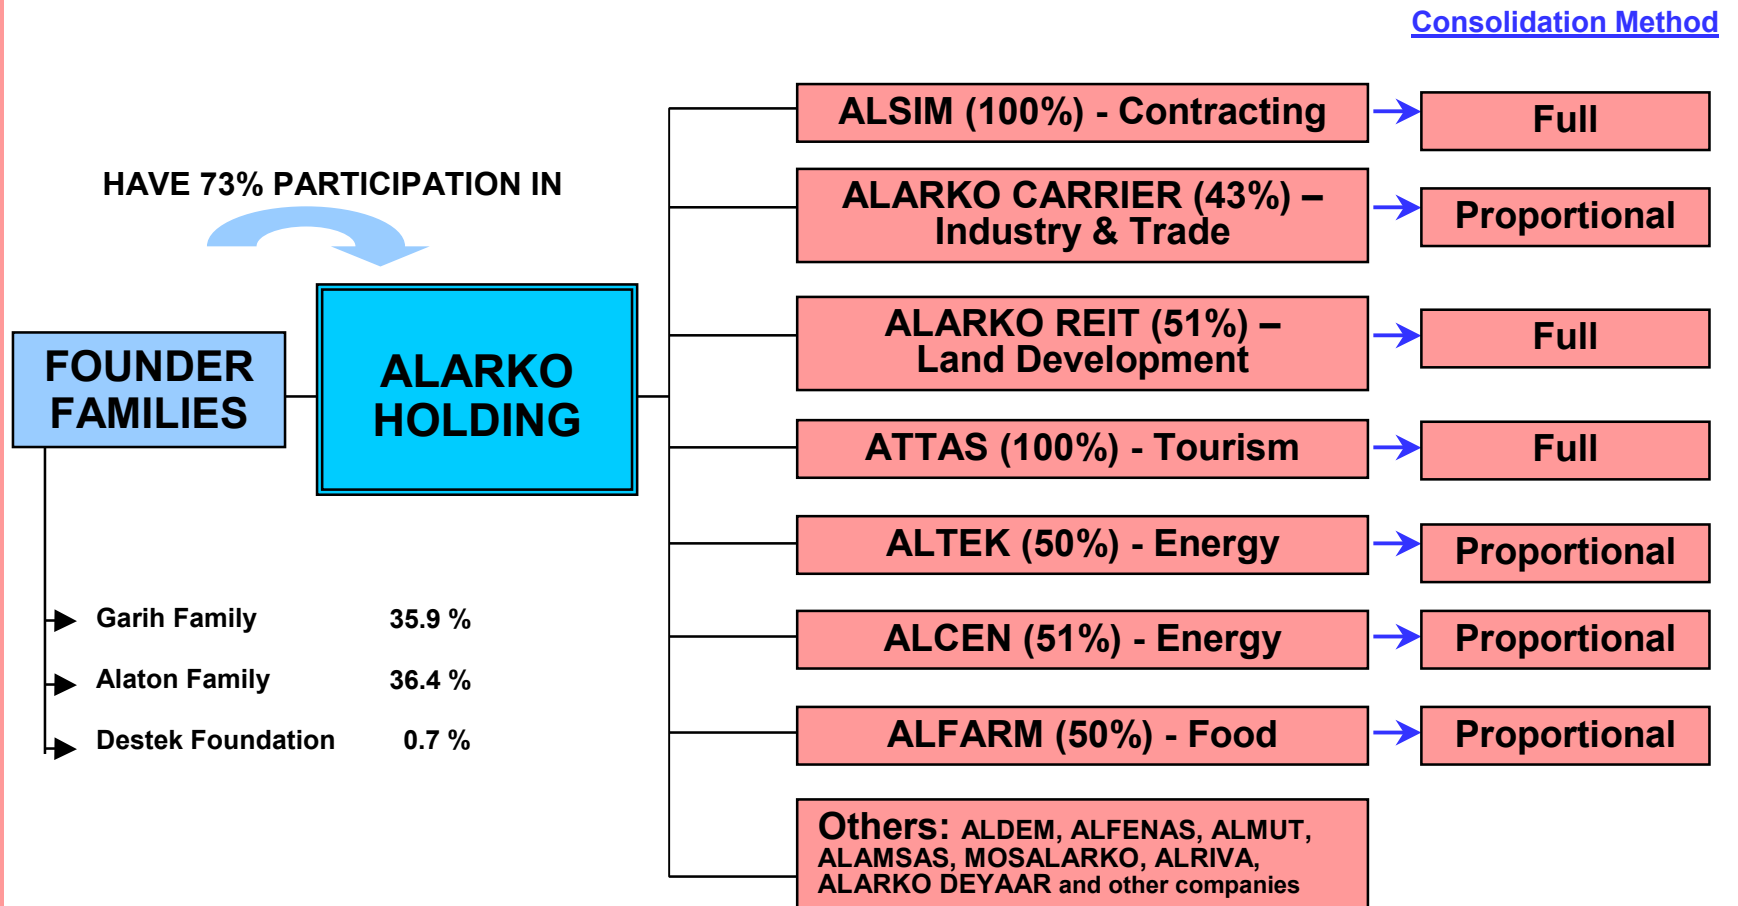 Consolidation Method
HAVE 73% PARTICIPATION IN
FOUNDER
FAMILIES
ALARKO
HOLDING
Garih Family 35.9 %
Alaton Family 36.4 %
Destek Foundation 0.7 %
ALSIM (100%) - Contracting
Full
ALARKO CARRIER (43%) –
Industry & Trade
Proportional
ALARKO REIT (51%) –
Land Development
Full
ATTAS (100%) - Tourism
Full
ALTEK (50%) - Energy
Proportional
ALCEN (51%) - Energy
Proportional
ALFARM (50%) - Food
Proportional
Others: ALDEM, ALFENAS, ALMUT,
ALAMSAS, MOSALARKO, ALRIVA,
ALARKO DEYAAR and other companies